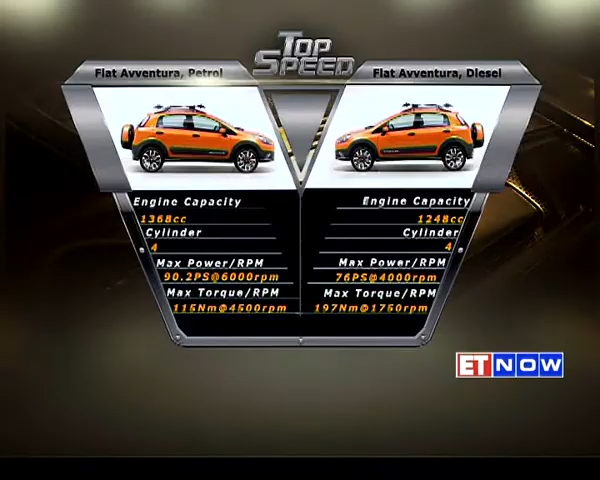 TOP SPEED
Fiat Avventura, Petrol
Fiat Avventura, Diesel
Engine Capacity
1368cc
Cylinder
4
Max Power/RPM
90.2PS@6000rpm
Max Torque/RPM
115Nm@4500rpm
Engine Capacity
1248cc
Cylinder
4
Max Power/RPM
76PS@4000rpm
Max Torque/RPM
197Nm@1750rpm
ET NOW